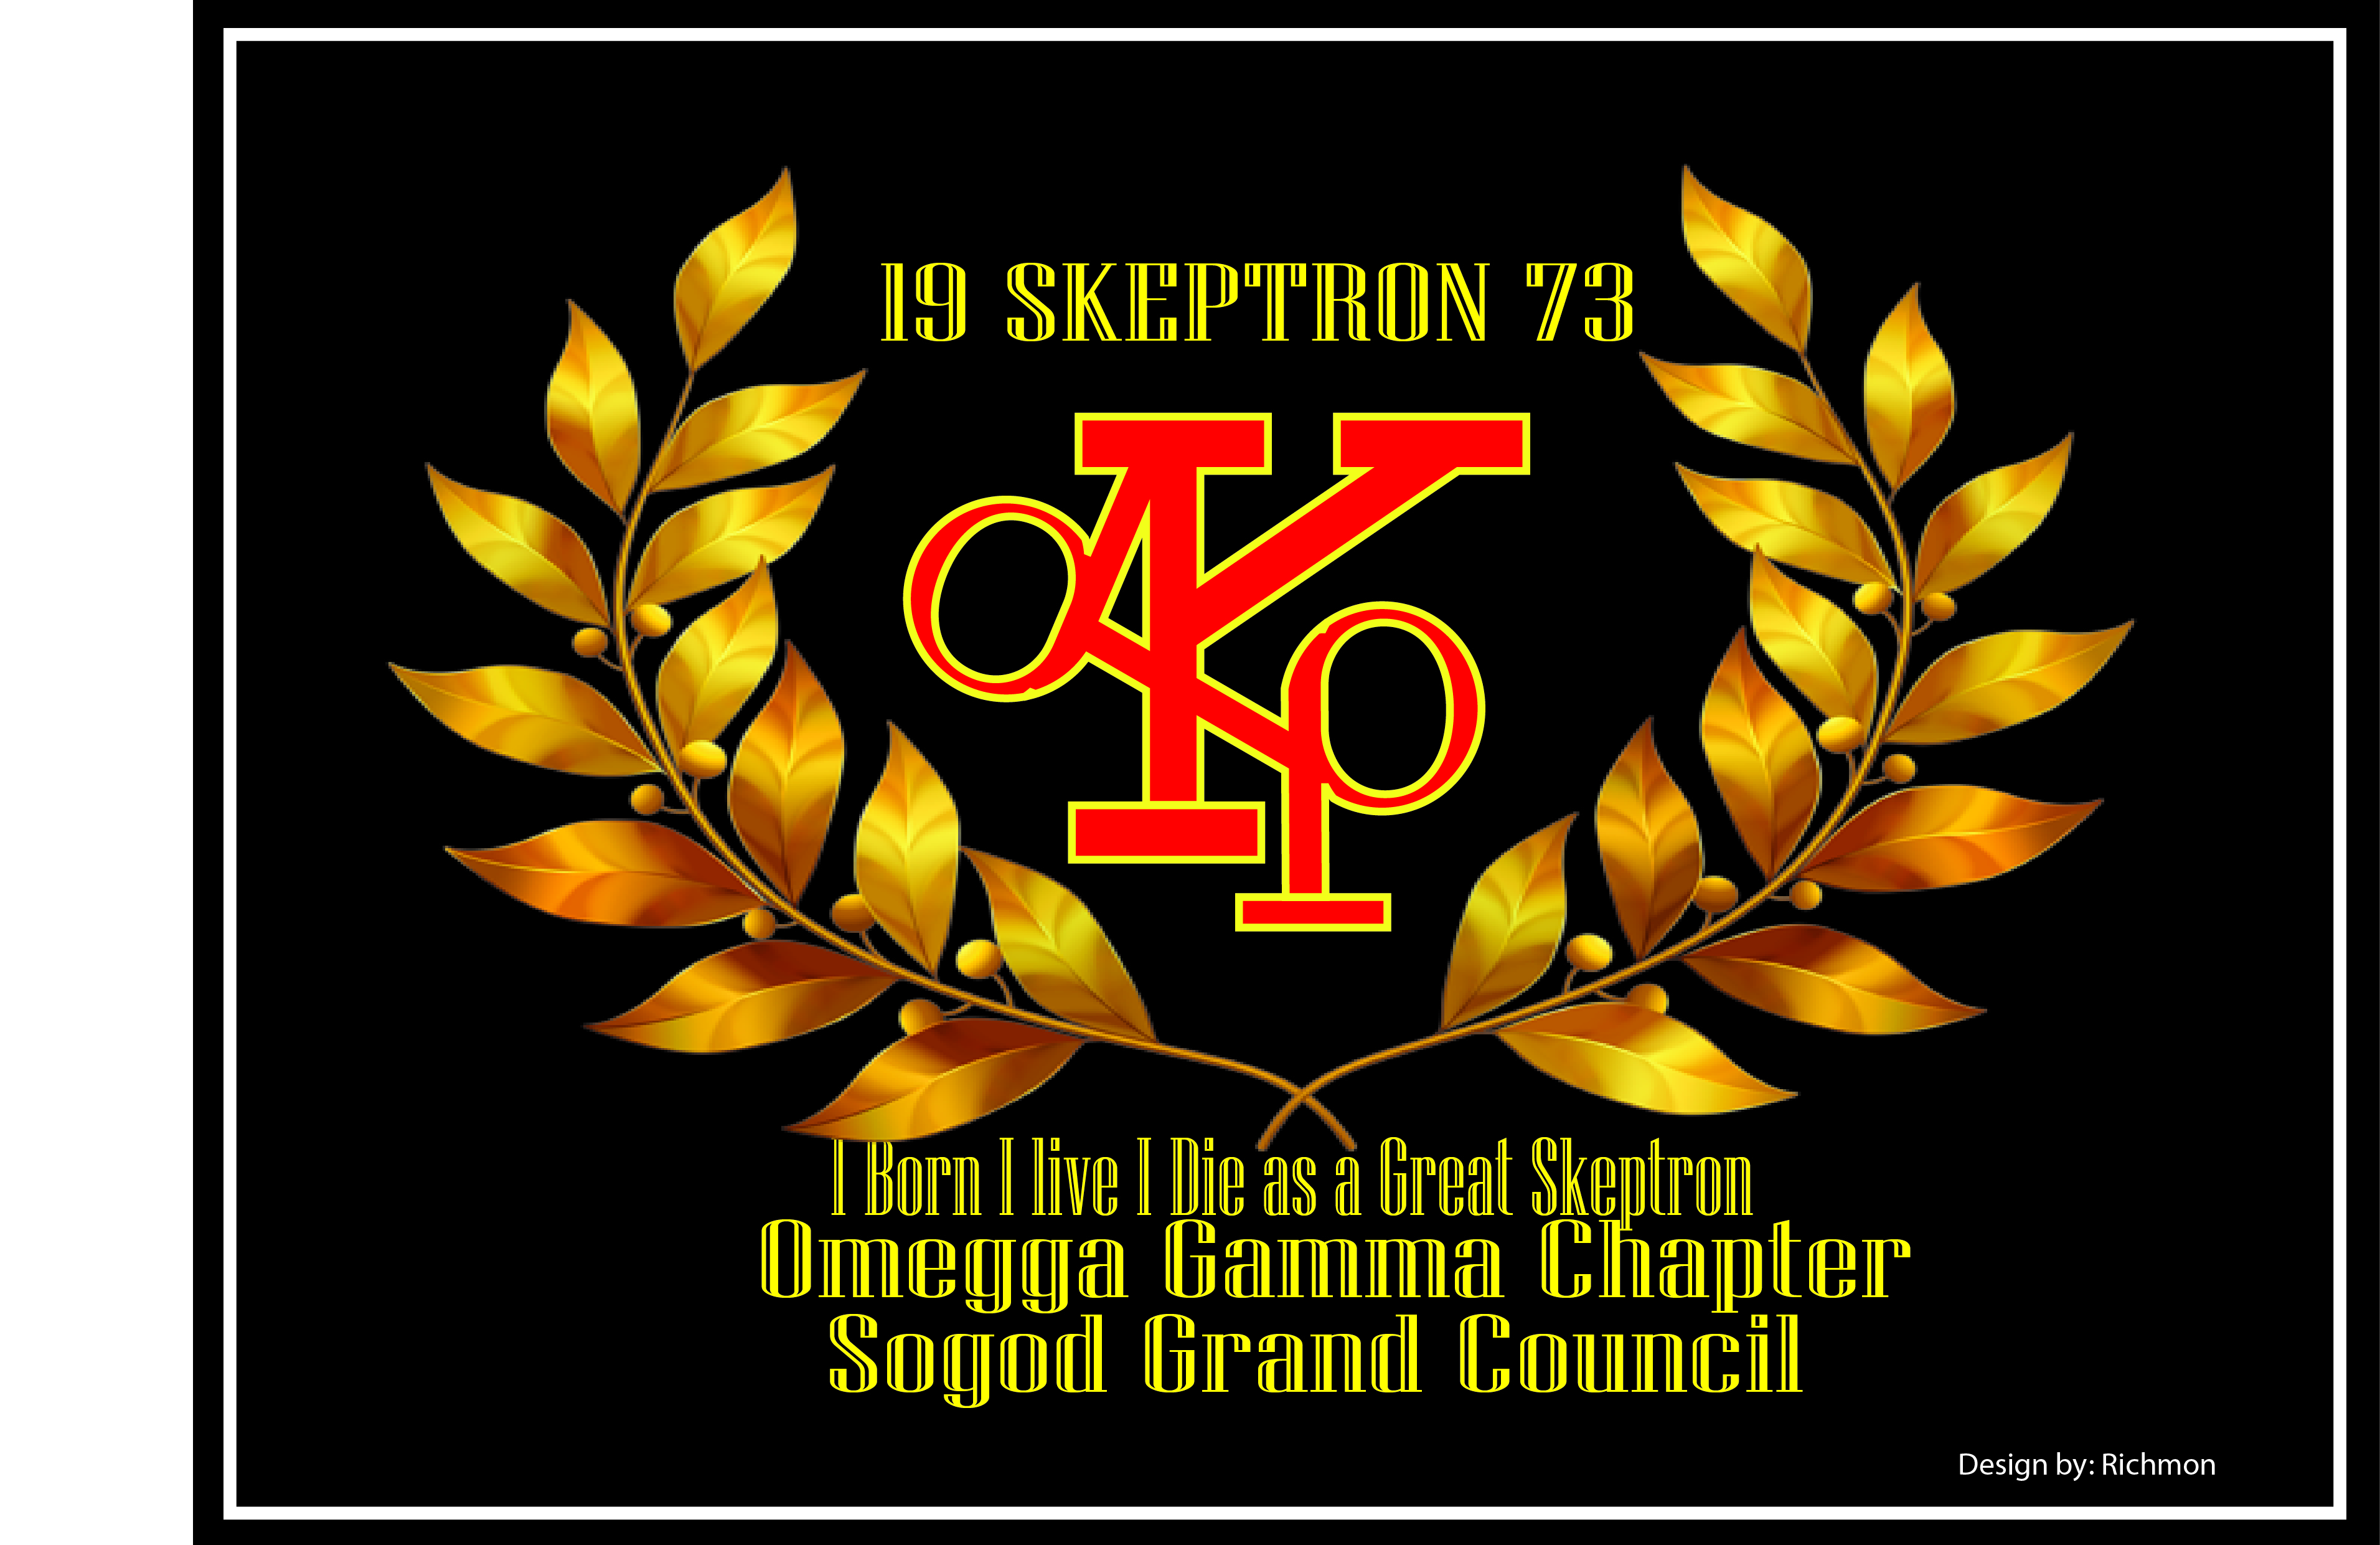 19 SKEPTRON 73
αKρ
I Born I live I Die as a Great Skeptron
Omegga Gamma Chapter
Sogod Grand Council
Design by: Richmon